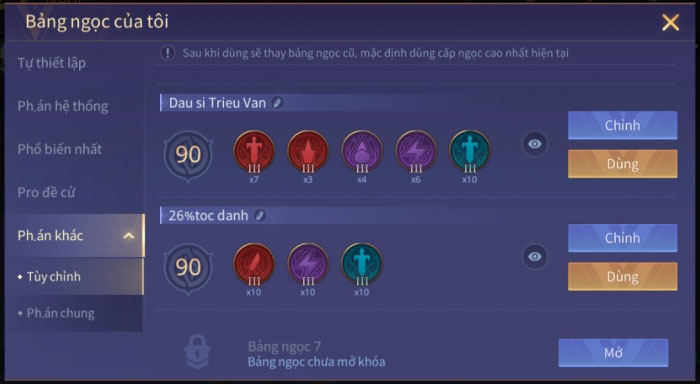 Bảng ngọc của tôi
Sau khi dùng sẽ thay bảng ngọc cũ, mặc định dùng cấp ngọc cao nhất hiện tại
Tự thiết lập
Ph.án hệ thống
Phổ biến nhất
Pro đề cử
Ph.án khác
• Tùy chỉnh
• Ph.án chung
Dau si Trieu Van
90
III
x7
III
x3
III
x4
III
x6
III
x10
Chỉnh
Dùng
26%toc danh
90
III
x10
III
x10
III
x10
Chỉnh
Dùng
Bảng ngọc 7
Bảng ngọc chưa mở khóa
Mở